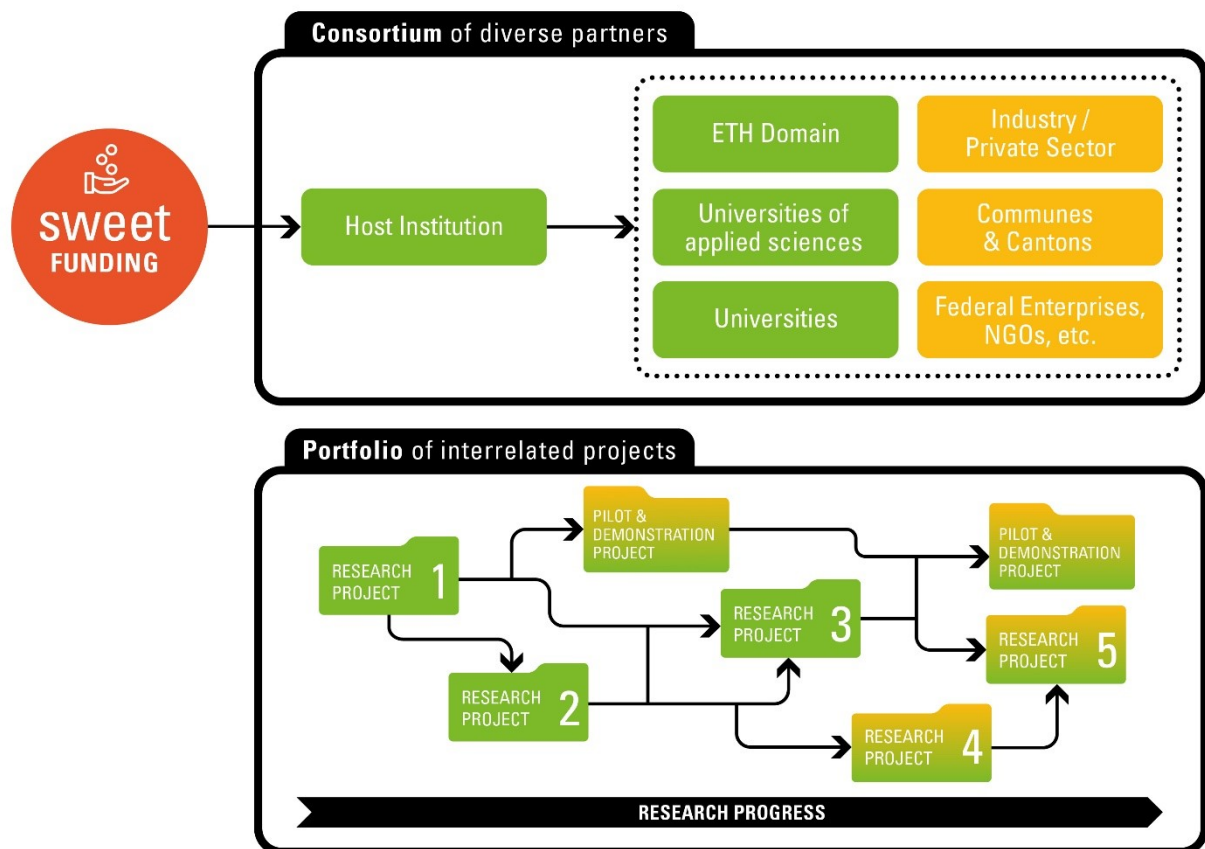 Consortium of diverse partners
sweet
FUNDING
Host Institution
ETH Domain
Industry /
Private Sector
Universities of
applied sciences
Communes
& Cantons
Universities
Federal Enterprises,
NGOs, etc.
Portfolio of interrelated projects
RESEARCH
PROJECT 1
PILOT &
DEMONSTRATION
PROJECT
RESEARCH
PROJECT 2
RESEARCH
PROJECT 3
RESEARCH
PROJECT 4
PILOT &
DEMONSTRATION
PROJECT
RESEARCH
PROJECT 5
RESEARCH PROGRESS